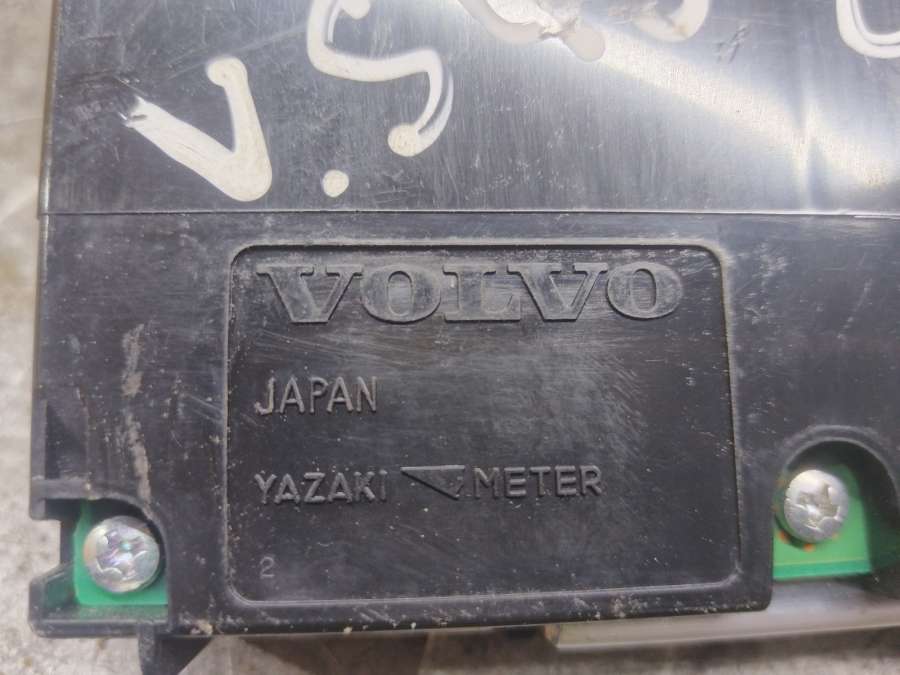 VOLVO
JAPAN
YAZAKI METER
2